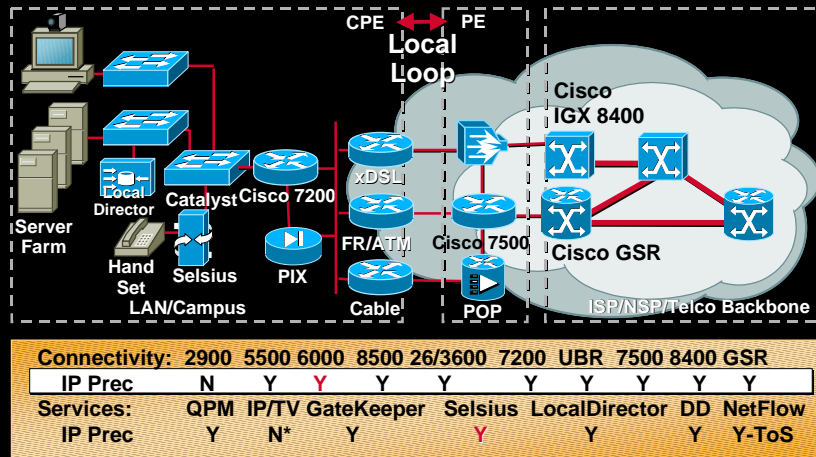 CPE PE
Local
Loop
Cisco
IGX 8400
xDSL
Local
Director
Catalyst
Cisco 7200
Server
Farm
FR/ATM
Cisco 7500
Cisco GSR
Hand
Set
Selsius
PIX
LAN/Campus
Cable
POP
ISP/NSP/Telco Backbone
Connectivity: 2900 5500 6000 8500 26/3600 7200 UBR 7500 8400 GSR
IP Prec N Y Y Y Y Y Y Y Y Y
Services: QPM IP/TV GateKeeper Selsius LocalDirector DD NetFlow
IP Prec Y N* Y Y Y Y Y-ToS